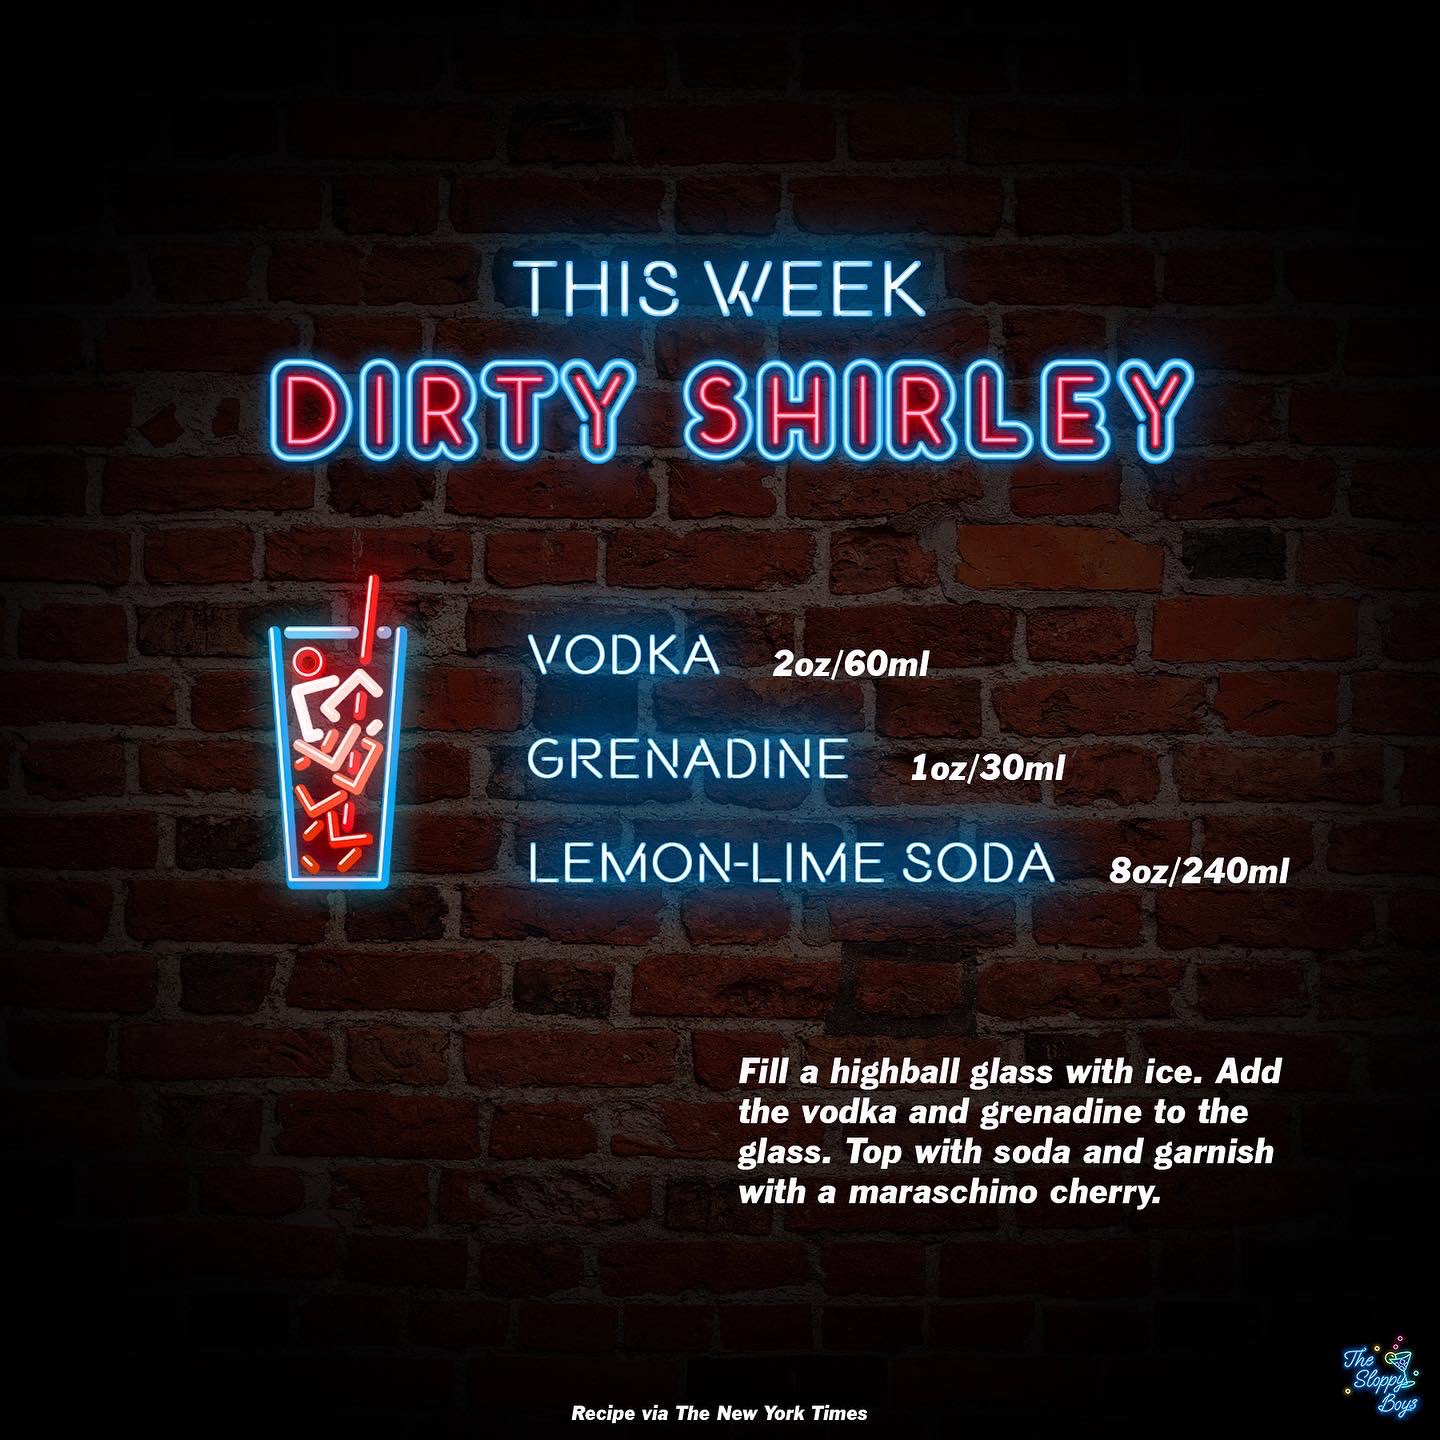 THIS WEEK
DIRTY SHIRLEY
VODKA 2oz/60ml
GRENADINE 1oz/30ml
LEMON-LIME SODA 8oz/240ml
Fill a highball glass with ice. Add
the vodka and grenadine to the
glass. Top with soda and garnish
with a maraschino cherry.
The
Sloppy
Boys
Recipe via The New York Times